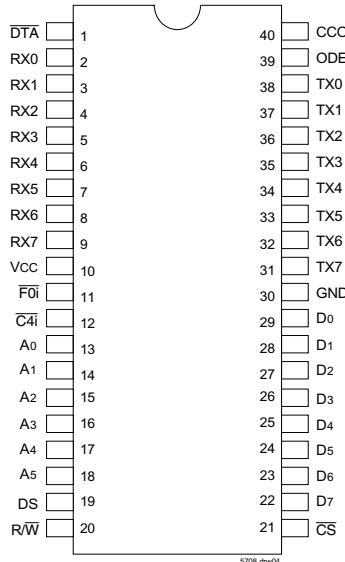 DTA 1 40 CCO
RX0 2 39 ODE
RX1 3 38 TX0
RX2 4 37 TX1
RX3 5 36 TX2
RX4 6 35 TX3
RX5 7 34 TX4
RX6 8 33 TX5
RX7 9 32 TX6
VCC 10 31 TX7
F0i 11 30 GND
C4i 12 29 D0
A0 13 28 D1
A1 14 27 D2
A2 15 26 D3
A3 16 25 D4
A4 17 24 D5
A5 18 23 D6
DS 19 22 D7
R/W 20 21 CS
5708 drw04